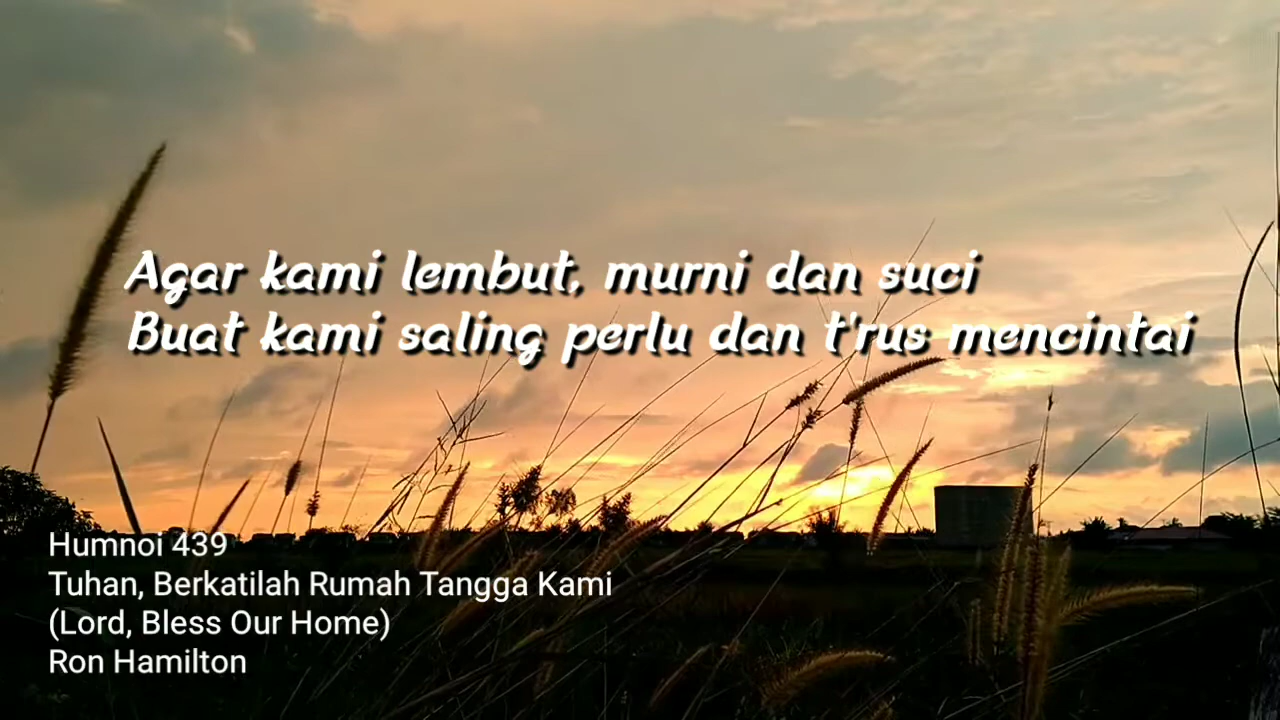 Agar kami lembut, murni dan suci
Buat kami saling perlu dan t'rus mencintai
Humnoi 439
Tuhan, Berkatilah Rumah Tangga Kami
(Lord, Bless Our Home)
Ron Hamilton